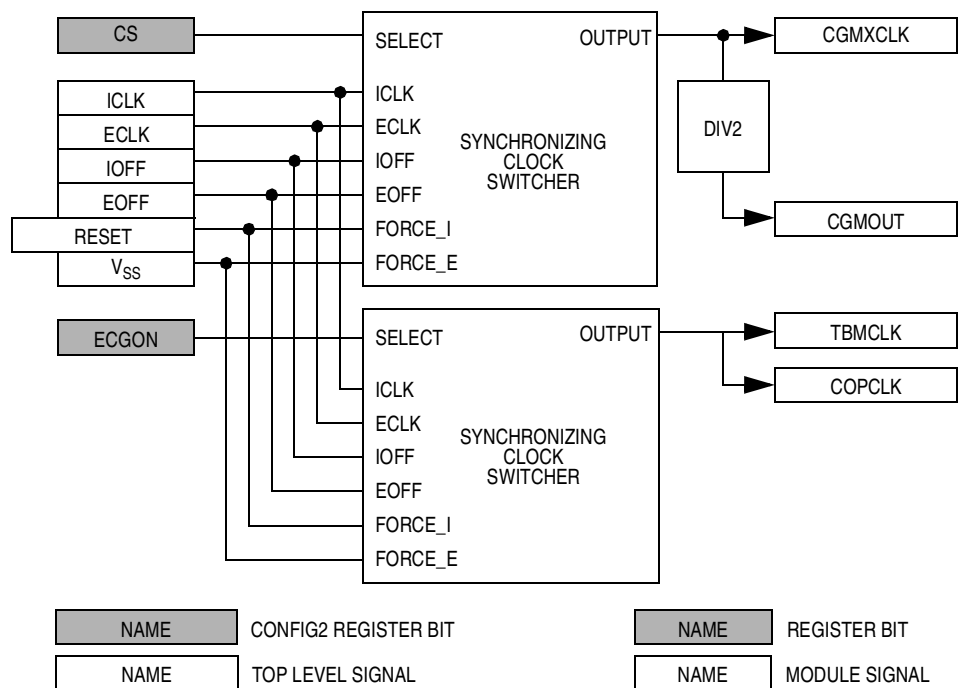 CS
ICLK
ECLK
IOFF
EOFF
RESET
VSS
SELECT
OUTPUT
ICLK
ECLK
IOFF
EOFF
FORCE_I
FORCE_E
SYNCHRONIZING
CLOCK
SWITCHER
CGMXCLK
DIV2
CGMOUT
ECGON
SELECT
OUTPUT
ICLK
ECLK
IOFF
EOFF
FORCE_I
FORCE_E
SYNCHRONIZING
CLOCK
SWITCHER
TBMCLK
COPCLK
NAME CONFIG2 REGISTER BIT
NAME REGISTER BIT
NAME TOP LEVEL SIGNAL
NAME MODULE SIGNAL